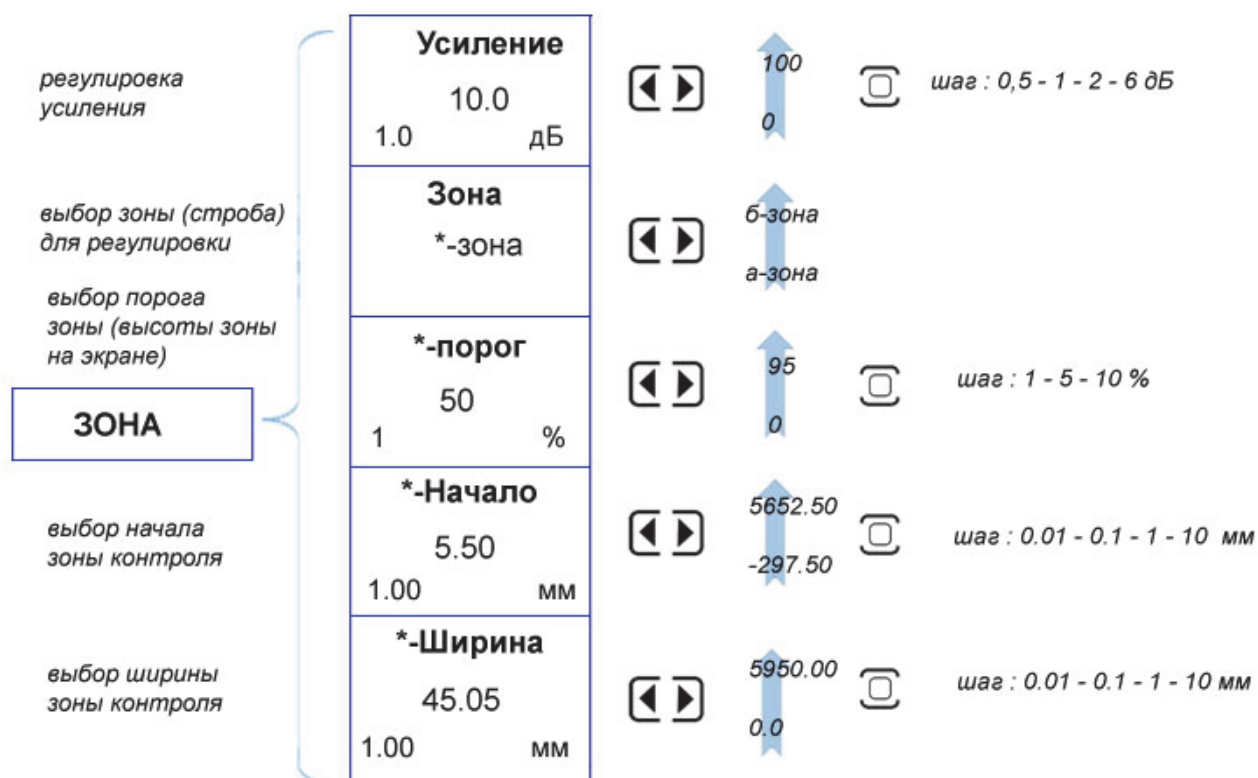 Усиление
регулировка
усиления
10.0
1.0 дБ
100
0
шаг : 0,5 - 1 - 2 - 6 дБ
выбор зоны (строба)
для регулировки
Зона
*-зона
б-зона
а-зона
выбор порога
зоны (высоты зоны
на экране)
*-порог
50
1 %
95
0
шаг : 1 - 5 - 10 %
ЗОНА
выбор начала
зоны контроля
*-Начало
5.50
1.00 мм
5652.50
-297.50
шаг : 0.01 - 0.1 - 1 - 10 мм
выбор ширины
зоны контроля
*-Ширина
45.05
1.00 мм
5950.00
0.0
шаг : 0.01 - 0.1 - 1 - 10 мм